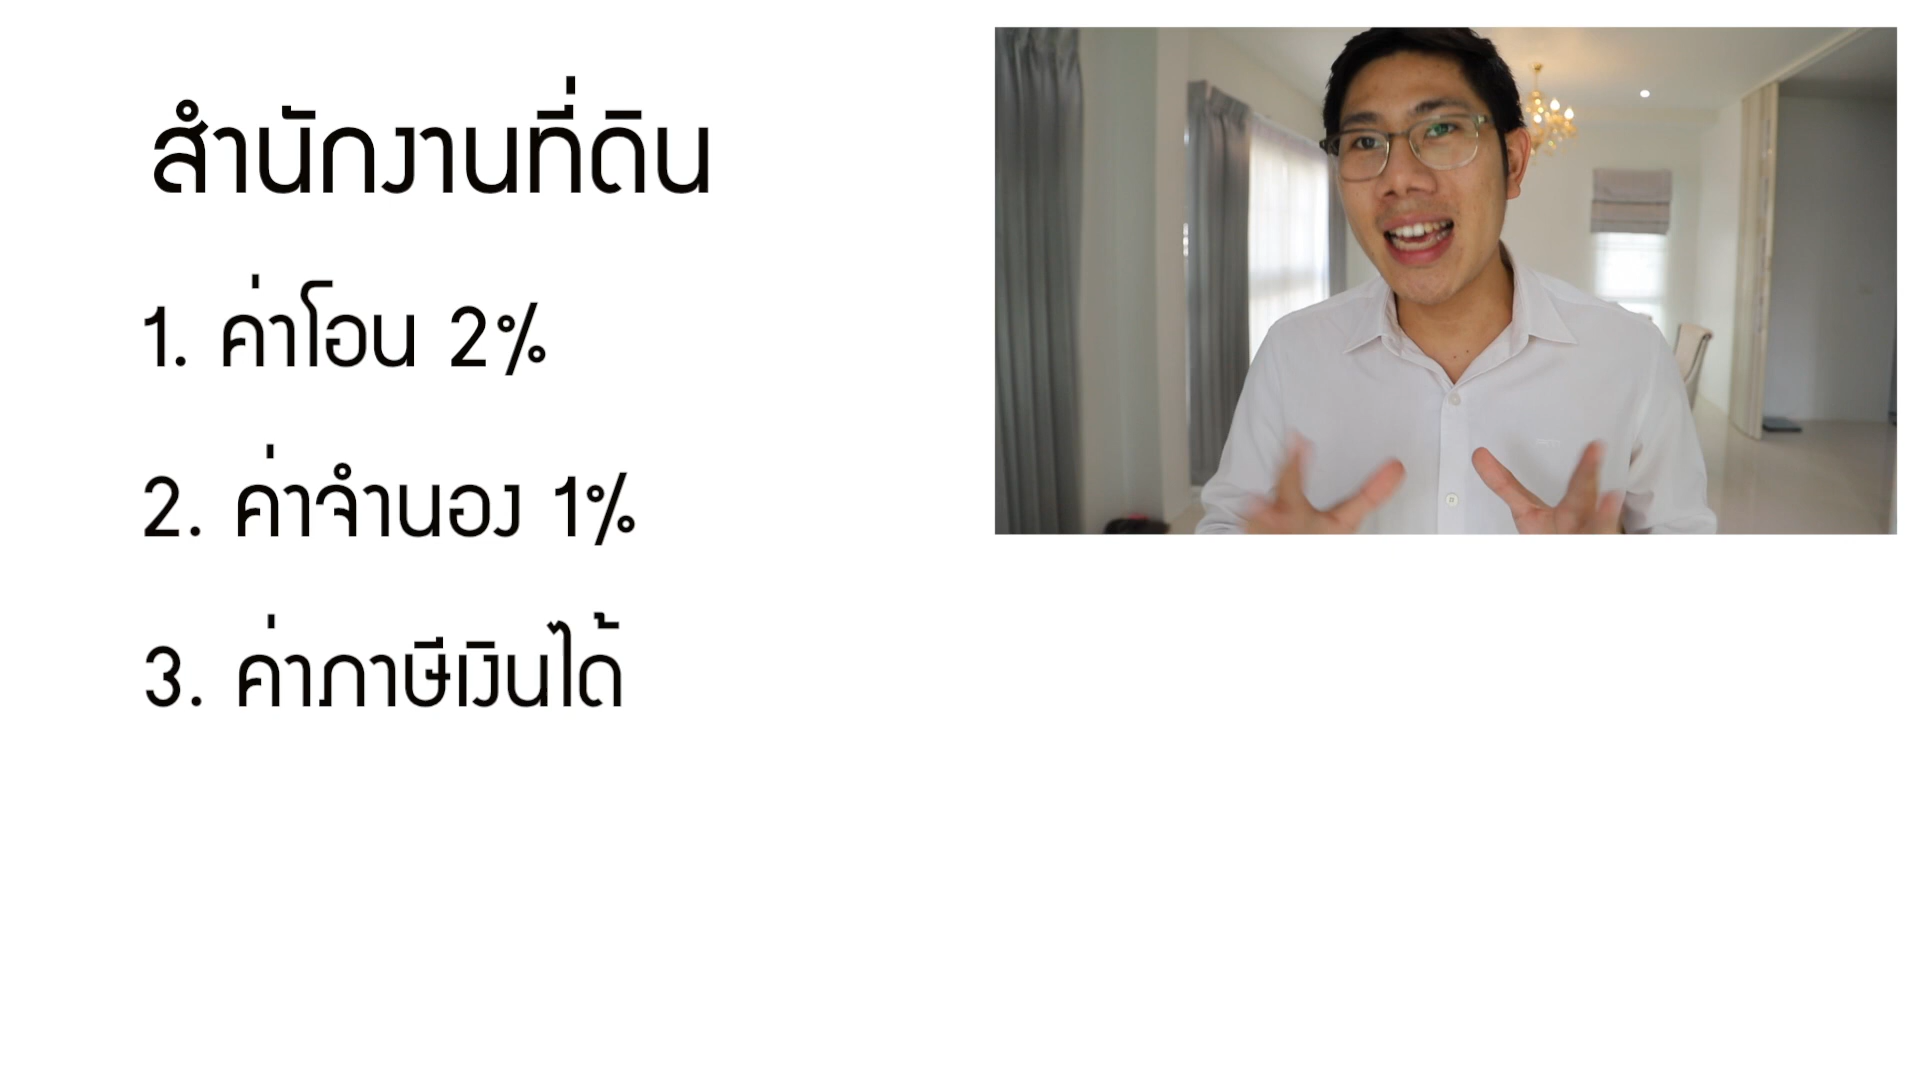 สำนักงานที่ดิน
1. ค่าโอน 2%
2. ค่าจำนอง 1%
3. ค่าภาษีเงินได้